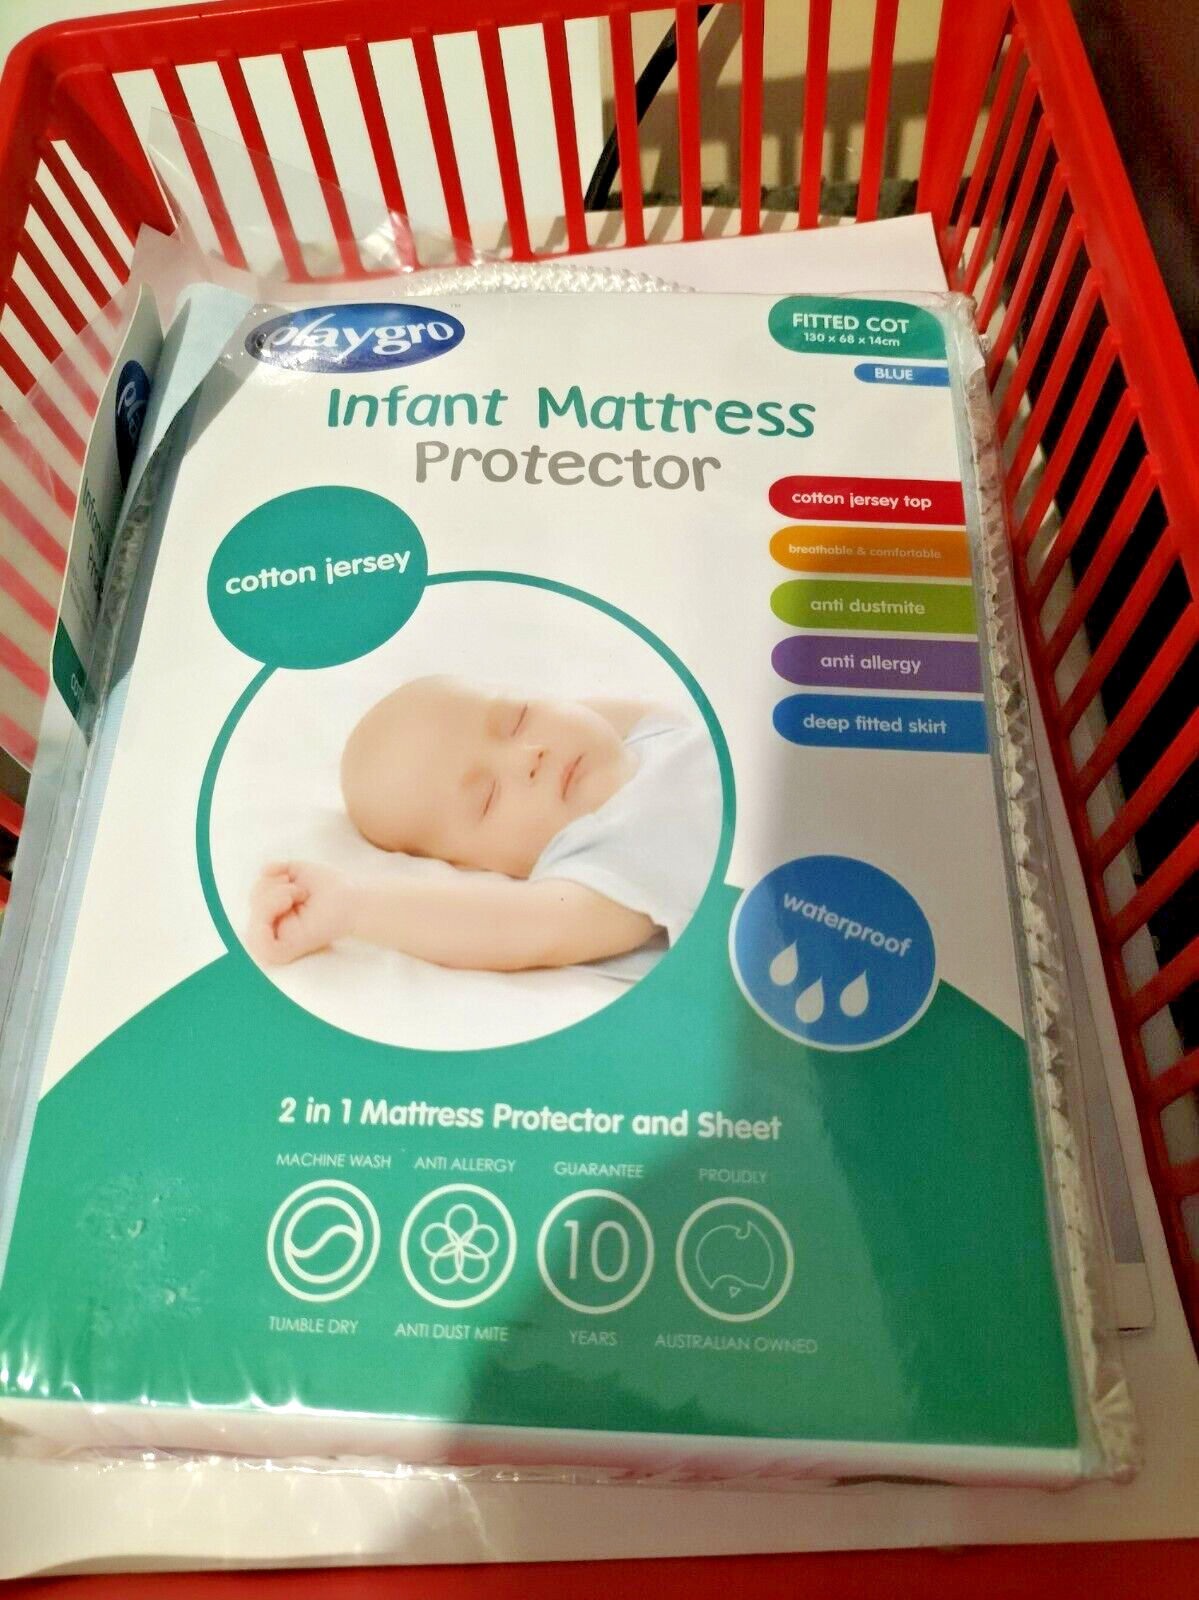 playgro™
FITTED COT
130 x 68 x 14cm
BLUE
Infant Mattress
Protector
cotton jersey
cotton jersey top
breathable & comfortable
anti dustmite
anti allergy
deep fitted skirt
waterproof
2 in 1 Mattress Protector and Sheet
MACHINE WASH
TUMBLE DRY
ANTI ALLERGY
ANTI DUST MITE
GUARANTEE
10
YEARS
PROUDLY
AUSTRALIAN OWNED